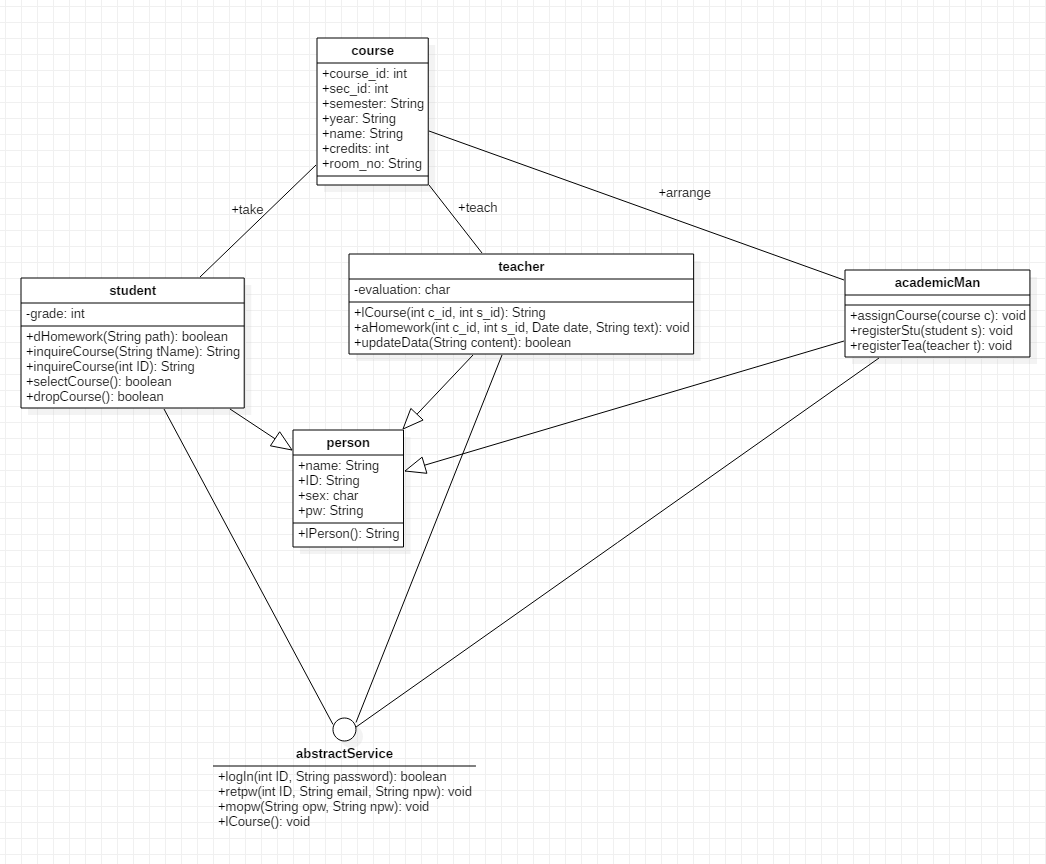 course
+course_id: int
+sec_id: int
+semester: String
+year: String
+name: String
+credits: int
+room_no: String
+take
+teach
+arrange
student
-grade: int
+dHomework(String path): boolean
+inquireCourse(String tName): String
+inquireCourse(int ID): String
+selectCourse(): boolean
+dropCourse(): boolean
teacher
-evaluation: char
+lCourse(int c_id, int s_id): String
+aHomework(int c_id, int s_id, Date date, String text): void
+updateData(String content): boolean
academicMan
+assignCourse(course c): void
+registerStu(student s): void
+registerTea(teacher t): void
person
+name: String
+ID: String
+sex: char
+pw: String
+lPerson(): String
abstractService
+logIn(int ID, String password): boolean
+retpw(int ID, String email, String npw): void
+mopw(String opw, String npw): void
+lCourse(): void